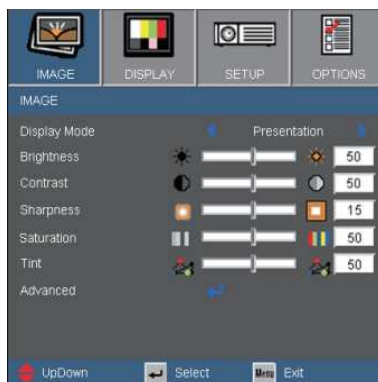 IMAGE DISPLAY SETUP OPTIONS
IMAGE
Display Mode Presentation
Brightness 50
Contrast 50
Sharpness 15
Saturation 50
Tint 50
Advanced
UpDown Select Menu Exit